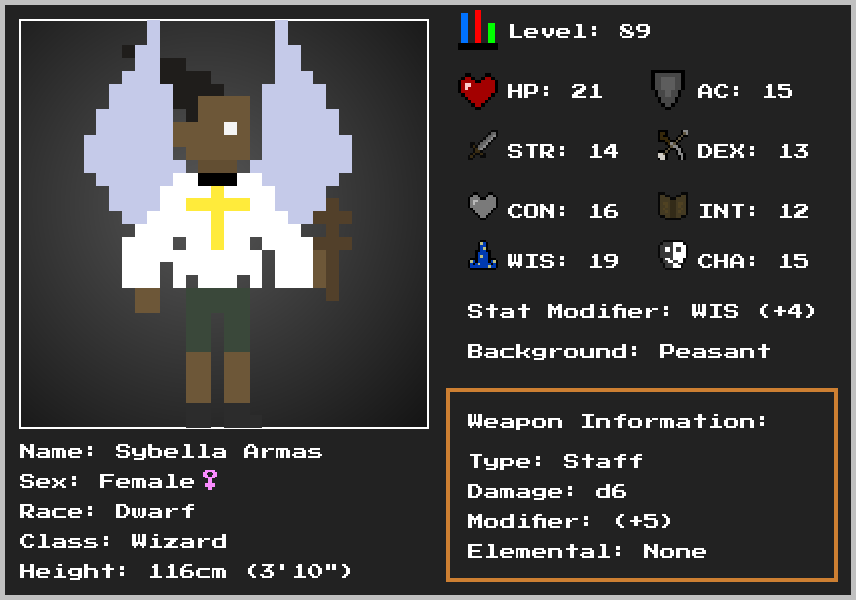 Level: 89
HP: 21 AC: 15
STR: 14 DEX: 13
CON: 16 INT: 12
WIS: 19 CHA: 15
Stat Modifier: WIS (+4)
Background: Peasant
Weapon Information:
Type: Staff
Damage: d6
Modifier: (+5)
Elemental: None
Name: Sybella Armas
Sex: Female♀
Race: Dwarf
Class: Wizard
Height: 116cm (3'10")